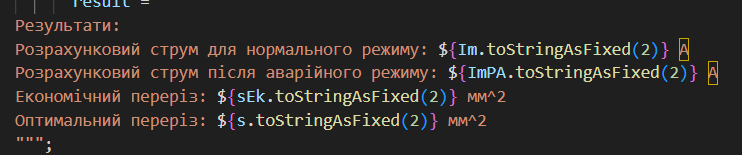 result =
Результати:
Розрахунковий струм для нормального режиму: ${Im.toStringAsFixed(2)} А
Розрахунковий струм після аварійного режиму: ${ImPA.toStringAsFixed(2)} А
Економічний переріз: ${sEk.toStringAsFixed(2)} мм^2
Оптимальний переріз: ${s.toStringAsFixed(2)} мм^2
""";